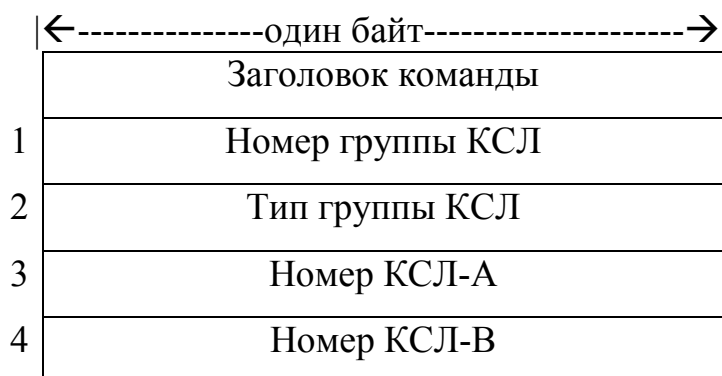 |←---------------один байт---------------------→
Заголовок команды
1 Номер группы КСЛ
2 Тип группы КСЛ
3 Номер КСЛ-А
4 Номер КСЛ-В